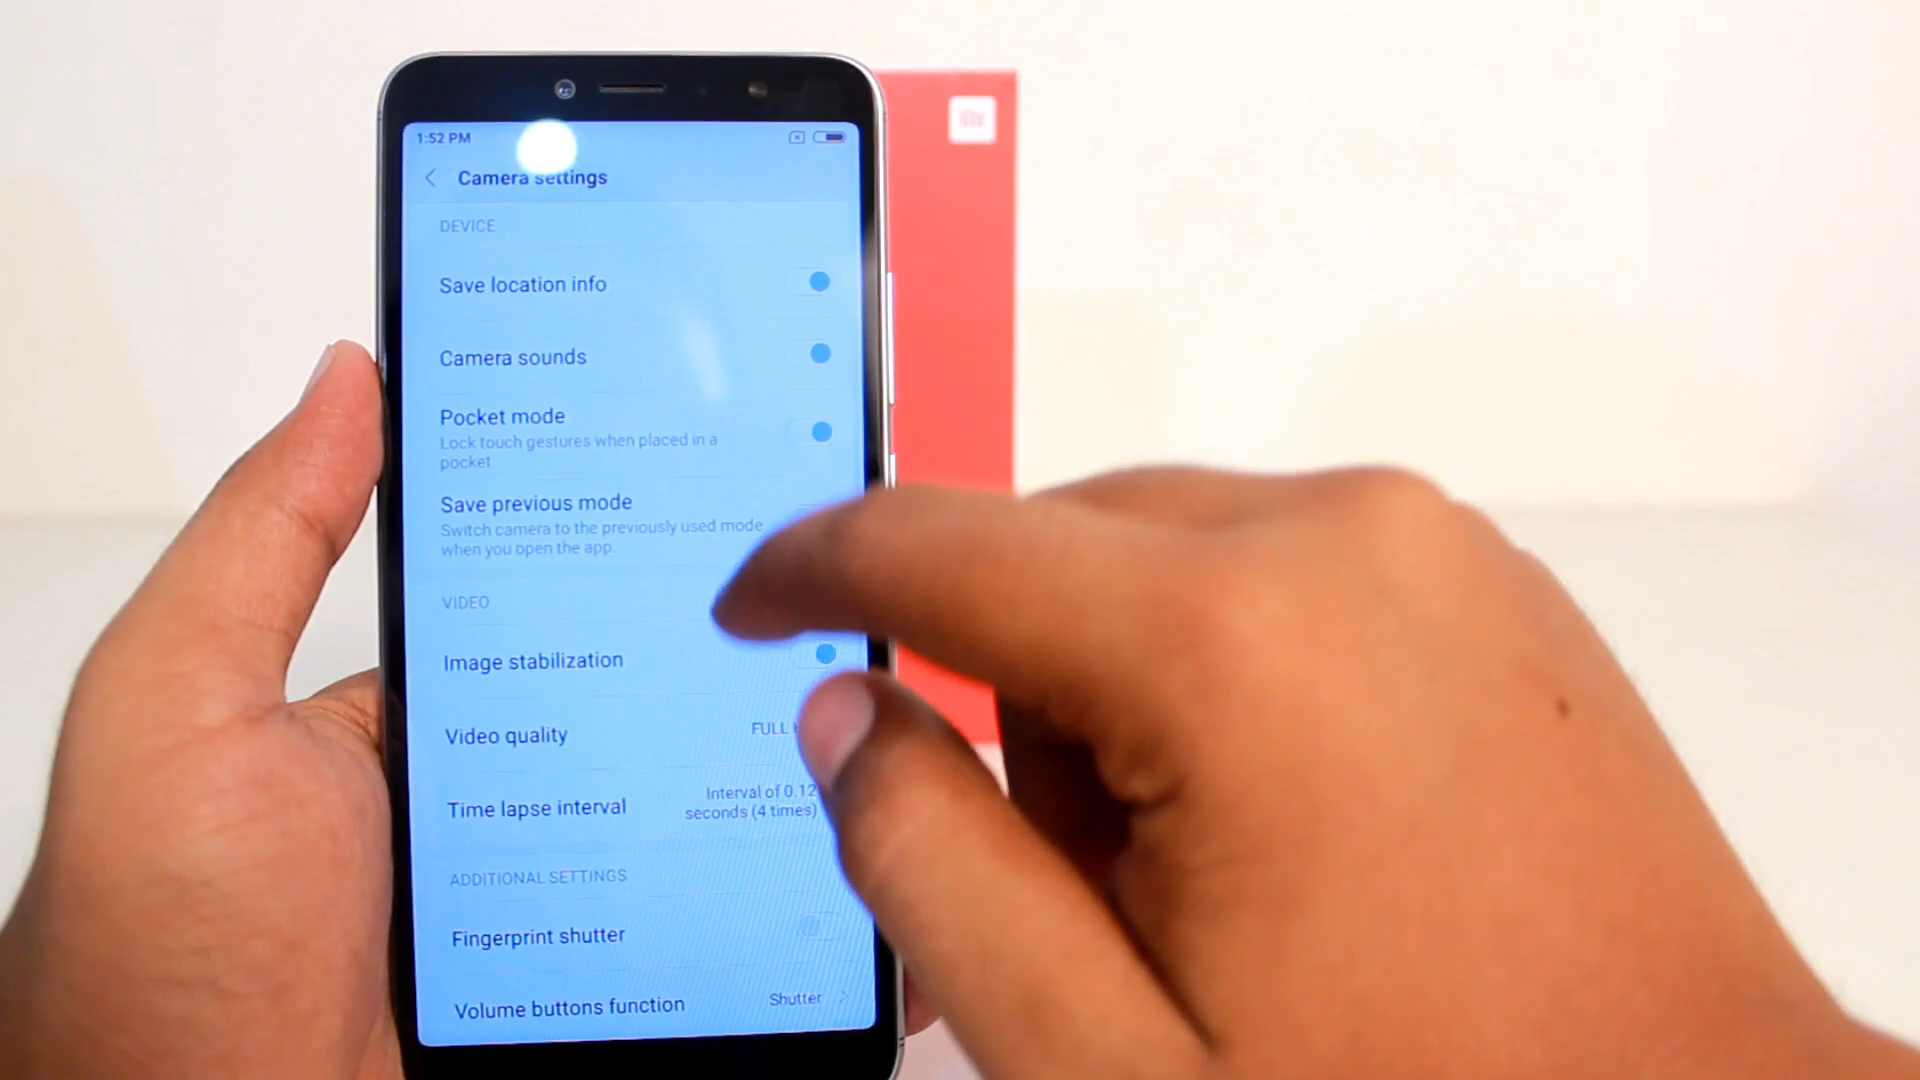 1:52 PM
Camera settings
DEVICE
Save location info
Camera sounds
Pocket mode
Lock touch gestures when placed in a
pocket
Save previous mode
Switch camera to the previously used mode
when you open the app.
VIDEO
Image stabilization
Video quality
FULL
Time lapse interval
Interval of 0.12
seconds (4 times)
ADDITIONAL SETTINGS
Fingerprint shutter
Volume buttons function
Shutter